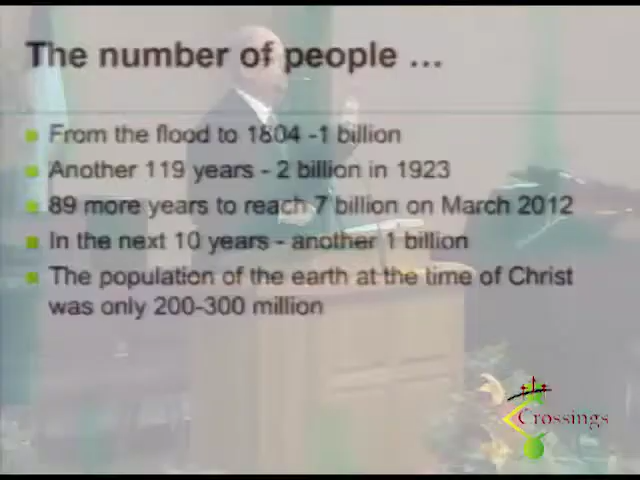 The number of people ...
From the flood to 1804 -1 billion
Another 119 years - 2 billion in 1923
89 more years to reach 7 billion on March 2012
In the next 10 years - another 1 billion
The population of the earth at the time of Christ
was only 200-300 million
Crossings